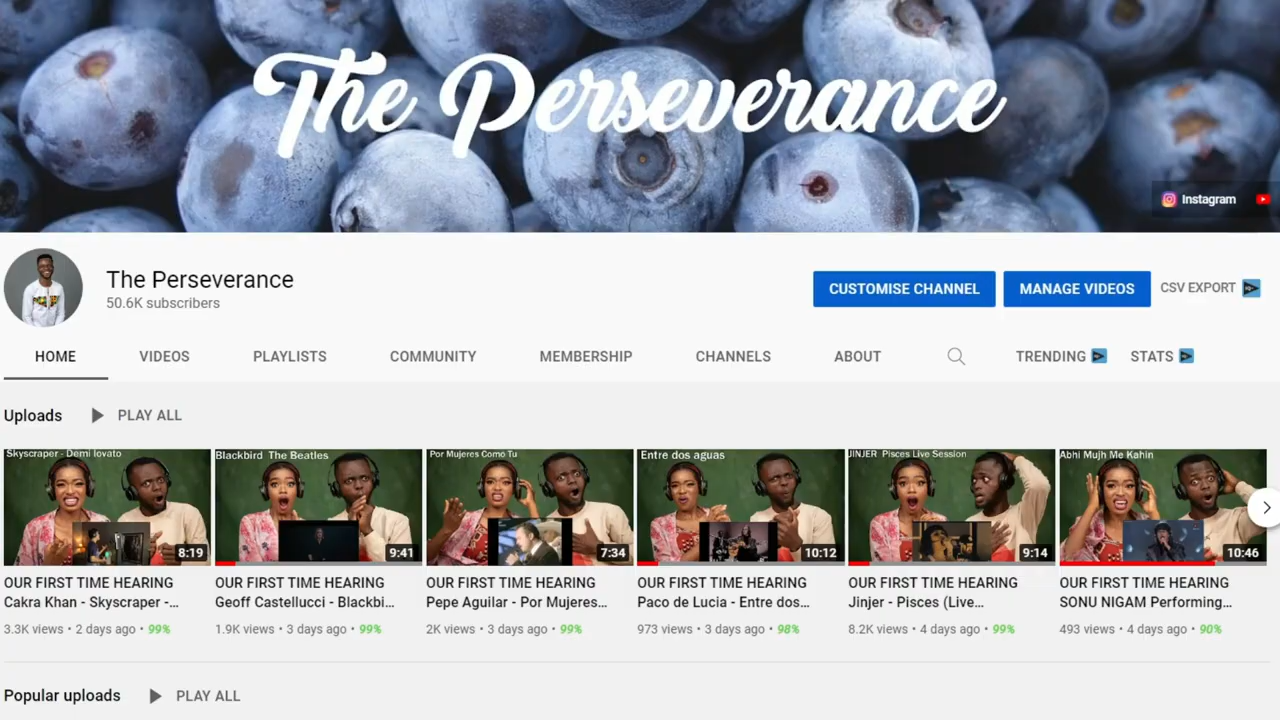 The Perseverance
Instagram
The Perseverance
50.6K subscribers
CUSTOMISE CHANNEL
MANAGE VIDEOS
CSV EXPORT
HOME
VIDEOS
PLAYLISTS
COMMUNITY
MEMBERSHIP
CHANNELS
ABOUT
TRENDING
STATS
Uploads
PLAY ALL
Skyscraper - Demi lovato
8:19
OUR FIRST TIME HEARING
Cakra Khan - Skyscraper -...
3.3K views • 2 days ago • 99%
Blackbird The Beatles
9:41
OUR FIRST TIME HEARING
Geoff Castellucci - Blackbi...
1.9K views • 3 days ago • 99%
Por Mujeres Como Tu
7:34
OUR FIRST TIME HEARING
Pepe Aguilar - Por Mujeres...
2K views • 3 days ago • 99%
Entre dos aguas
10:12
OUR FIRST TIME HEARING
Paco de Lucia - Entre dos...
973 views • 3 days ago • 98%
JINJER Pisces Live Session
9:14
OUR FIRST TIME HEARING
Jinjer - Pisces (Live...
8.2K views • 4 days ago • 99%
Abhi Mujh Me Kahin
10:46
OUR FIRST TIME HEARING
SONU NIGAM Performing...
493 views • 4 days ago • 90%
Popular uploads
PLAY ALL